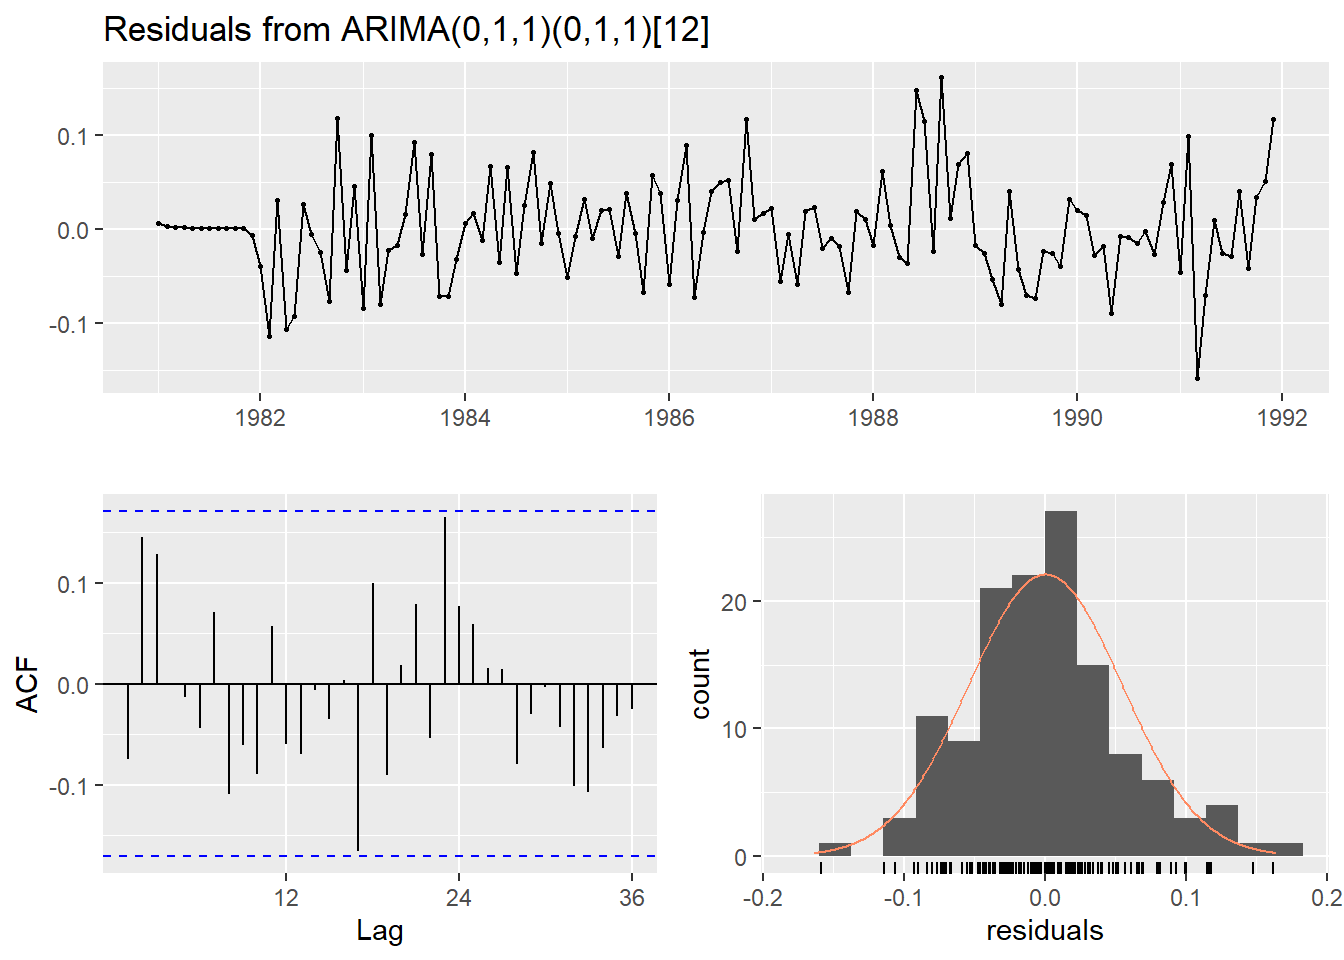 Residuals from ARIMA(0,1,1)(0,1,1)[12]
0.1
0.0
-0.1
1982 1984 1986 1988 1990 1992
ACF
0.1
0.0
-0.1
12 24 36
Lag
count
20
10
0
-0.2 -0.1 0.0 0.1 0.2
residuals